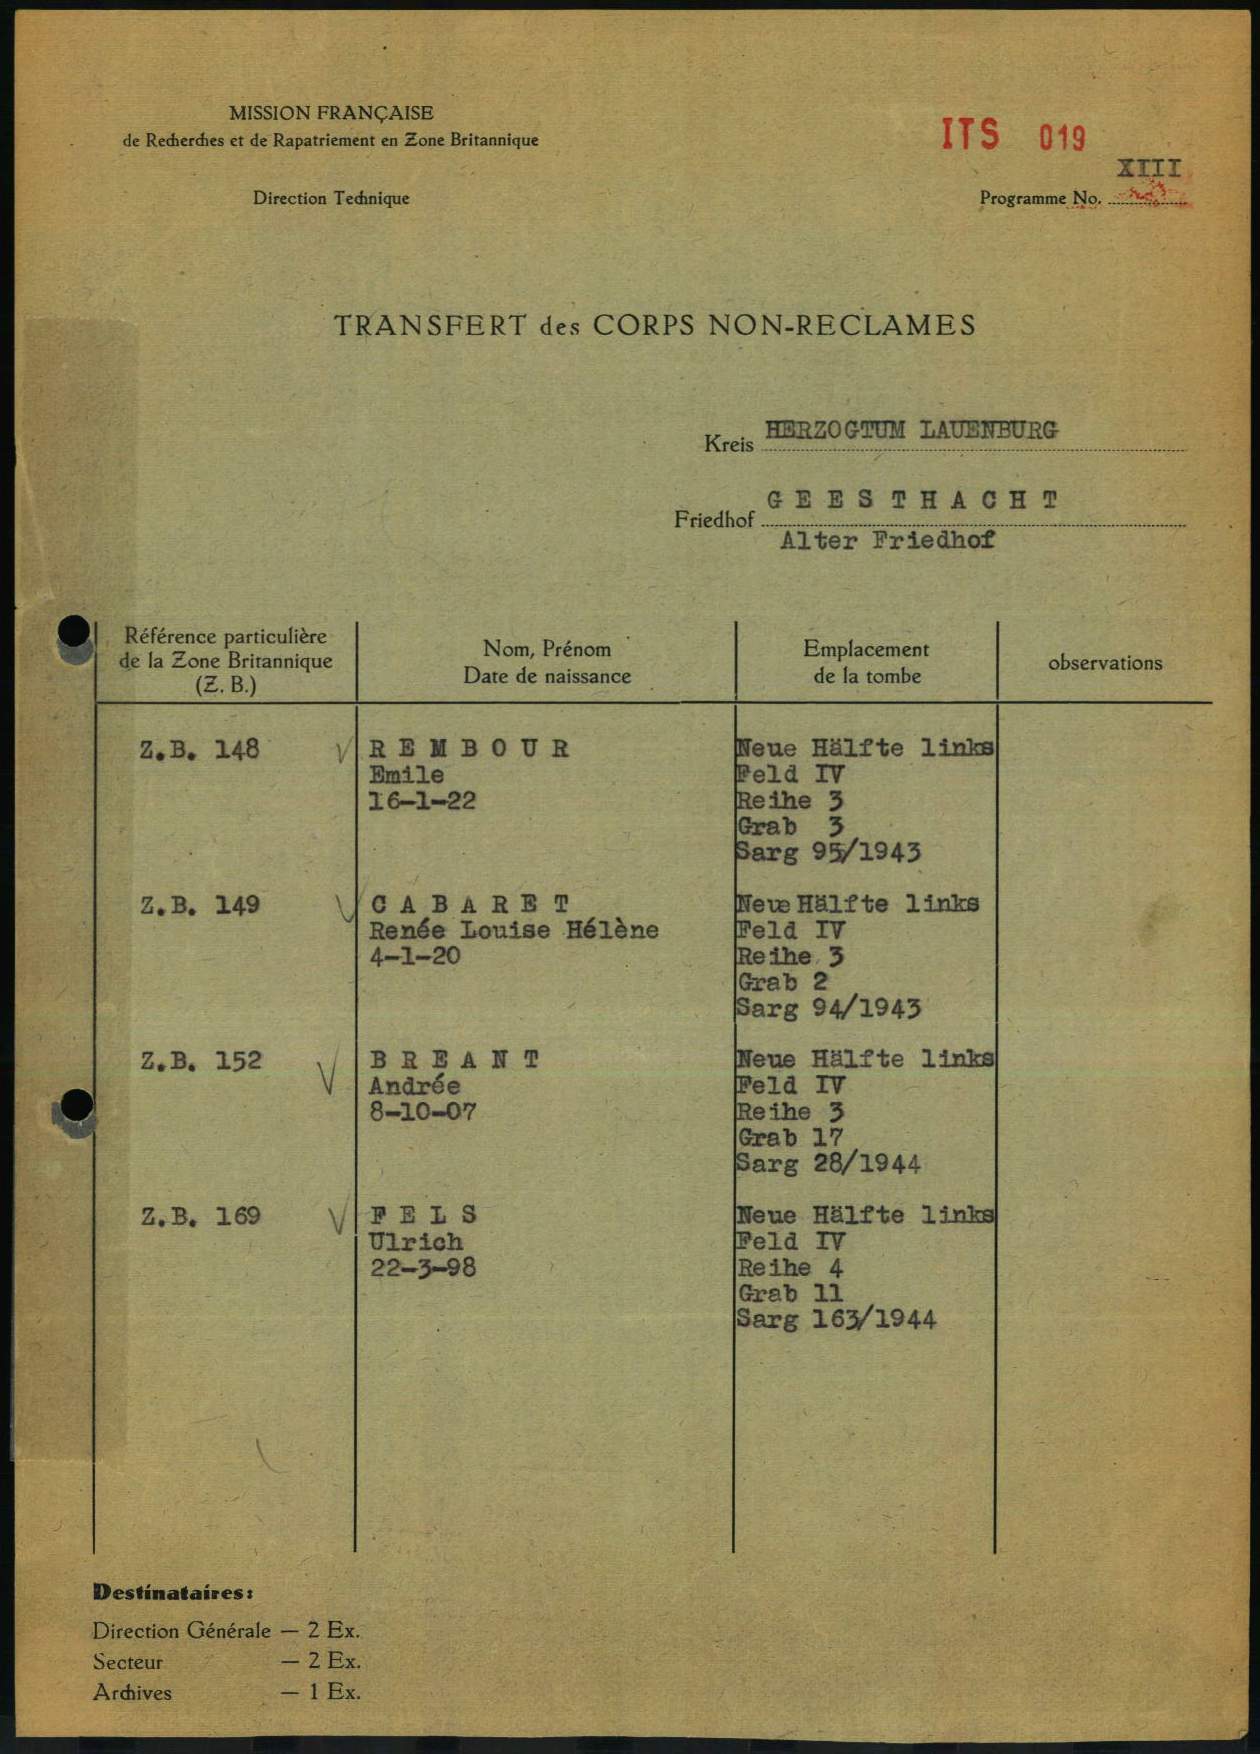 MISSION FRANÇAISE
de Recherches et de Rapatriement en Zone Britannique
Direction Technique
ITS 019
XIII
Programme No.
TRANSFERT des CORPS NON-RECLAMES
Kreis HERZOGTUM LAUENBURG
Friedhof G E E S T H A C H T
Alter Friedhof
Référence particulière
de la Zone Britannique
(Z. B.)
Nom, Prénom
Date de naissance
Emplacement
de la tombe
observations
Z.B. 148 R E M B O U R Neue Hälfte links
Emile Feld IV
16-1-22 Reihe 3
Grab 3
Sarg 95/1943
Z.B. 149 C A B A R E T Neue Hälfte links
Renée Louise Hélène Feld IV
4-1-20 Reihe 3
Grab 2
Sarg 94/1943
Z.B. 152 B R E A N T Neue Hälfte links
Andrée Feld IV
8-10-07 Reihe 3
Grab 17
Sarg 28/1944
Z.B. 169 F E L S Neue Hälfte links
Ulrich Feld IV
22-3-98 Reihe 4
Grab 11
Sarg 163/1944
Destinataires:
Direction Générale — 2 Ex.
Secteur — 2 Ex.
Archives — 1 Ex.